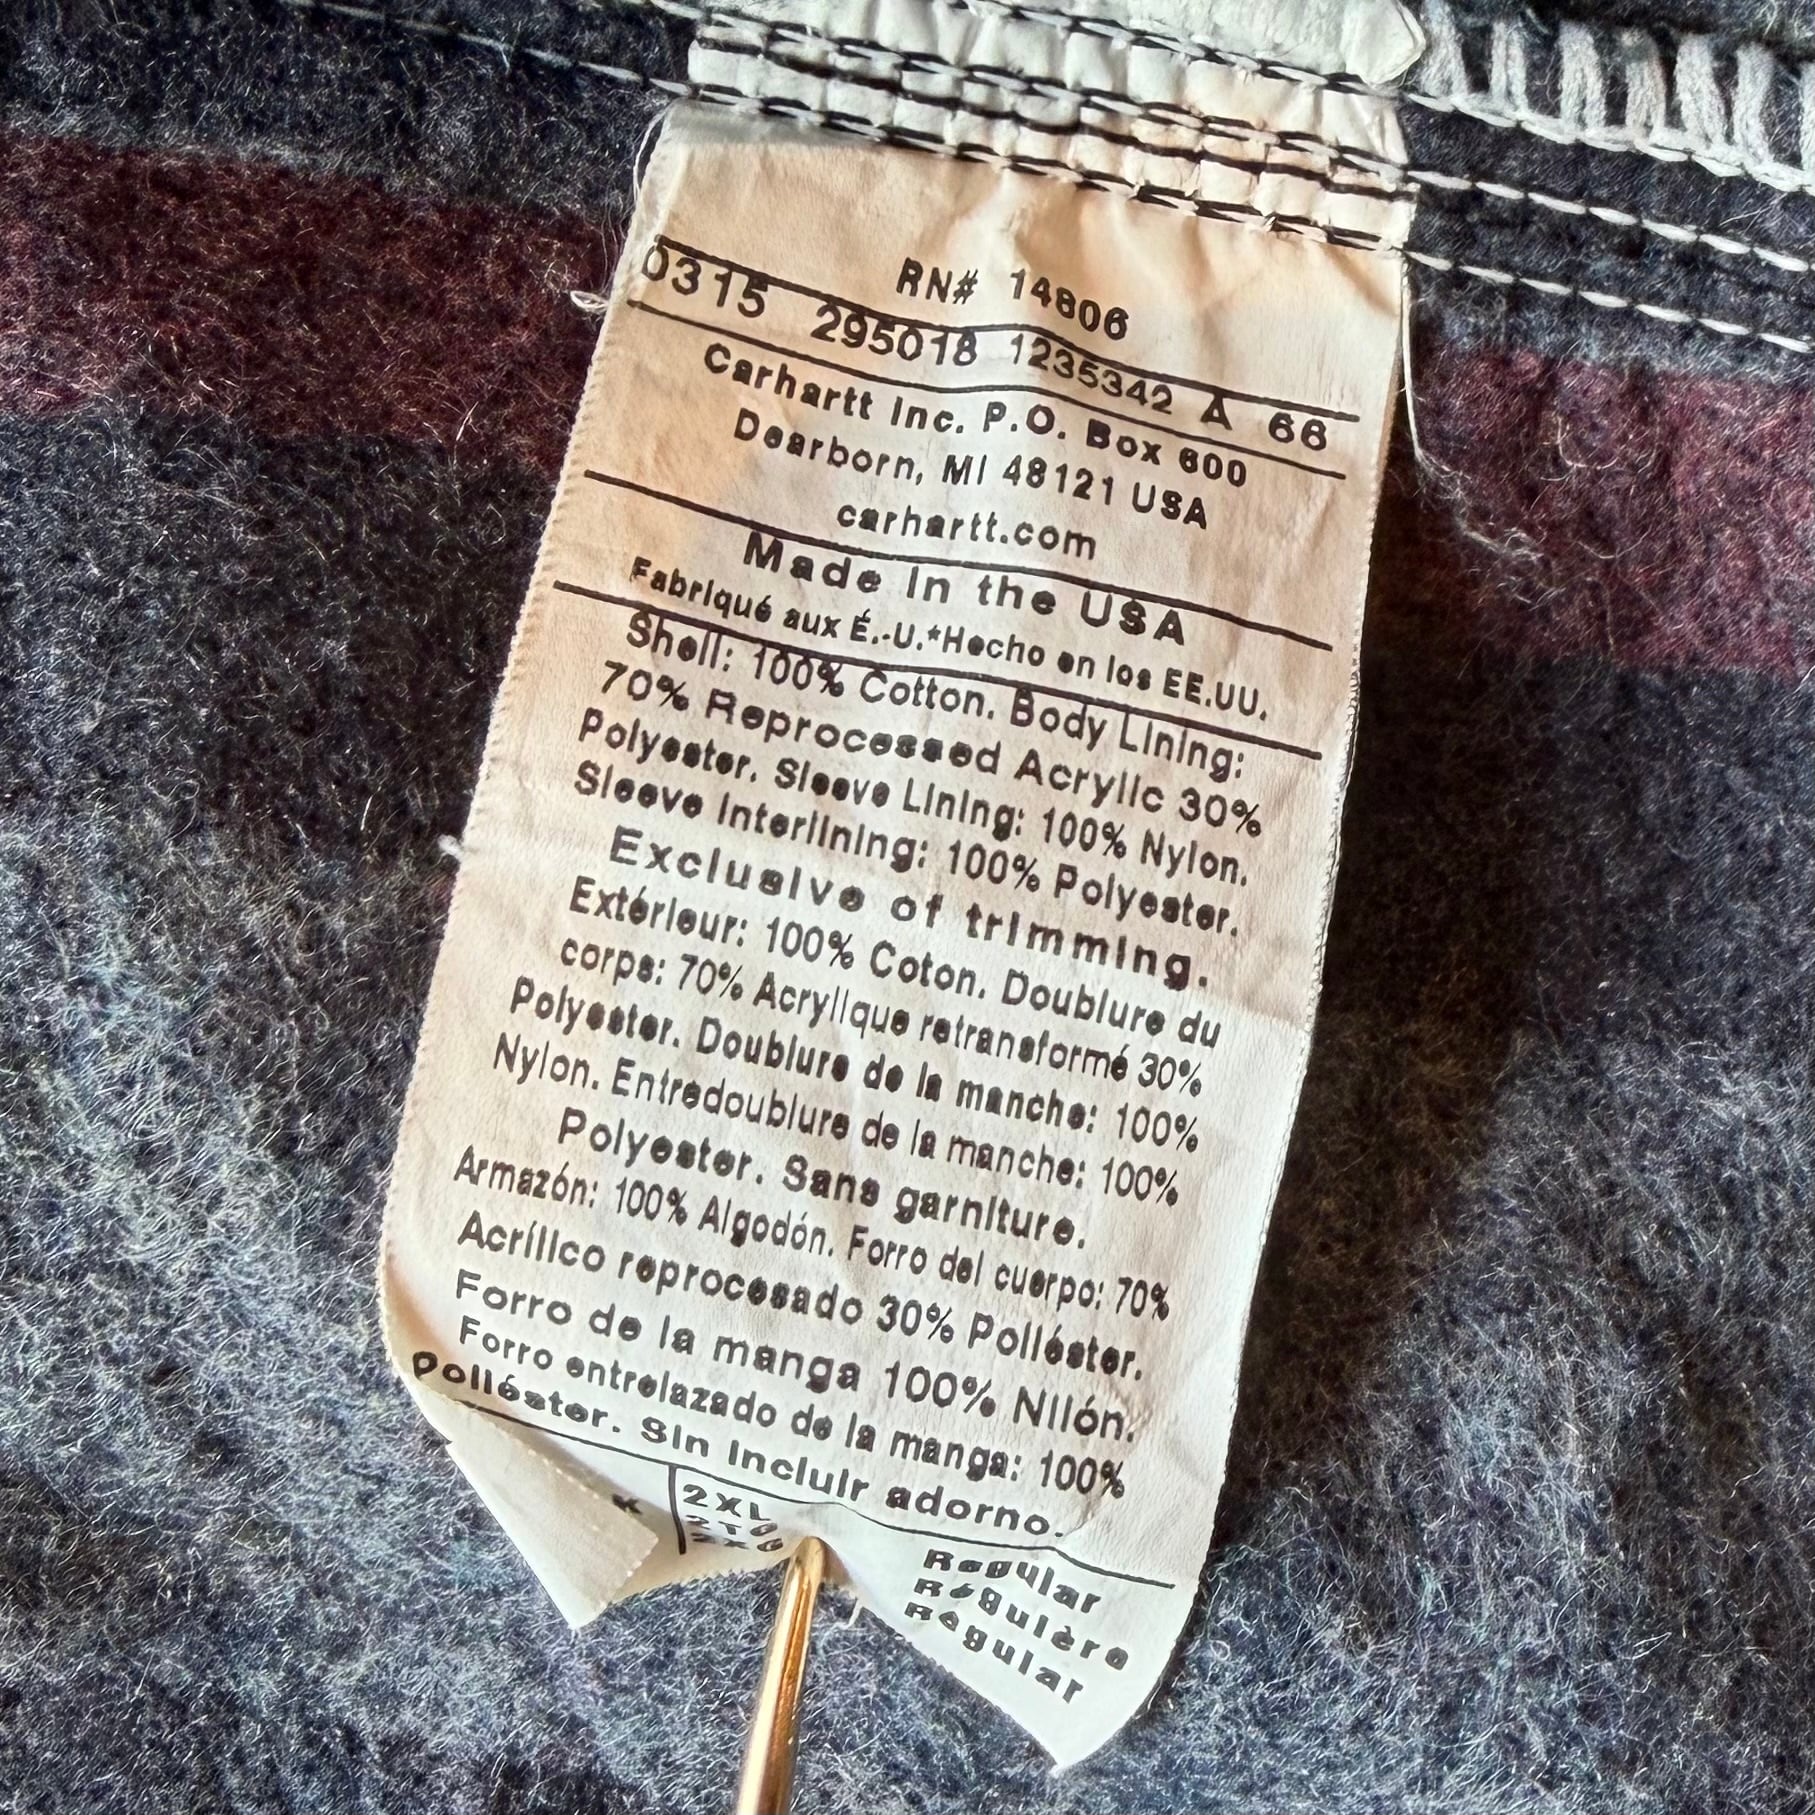 RN# 14806
0315 295018 1235342 A 66
Carhartt Inc. P.O. Box 600
Dearborn, MI 48121 USA
carhartt.com
Made in the USA
Fabriqué aux É.-U.*Hecho en los EE.UU.
Shell: 100% Cotton. Body Lining:
70% Reprocessed Acrylic 30%
Polyester. Sleeve Lining: 100% Nylon.
Sleeve Interlining: 100% Polyester.
Exclusive of trimming.
Extérieur: 100% Coton. Doublure du
corps: 70% Acrylique retransformé 30%
Polyester. Doublure de la manche: 100%
Nylon. Entredoublure de la manche: 100%
Polyester. Sans garniture.
Armazón: 100% Algodón. Forro del cuerpo: 70%
Acrílico reprocesado 30% Poliéster.
Forro de la manga 100% Nilón.
Forro entrelazado de la manga: 100%
Poliéster. Sin incluir adorno.
2XL Regular
Régulère
Régular